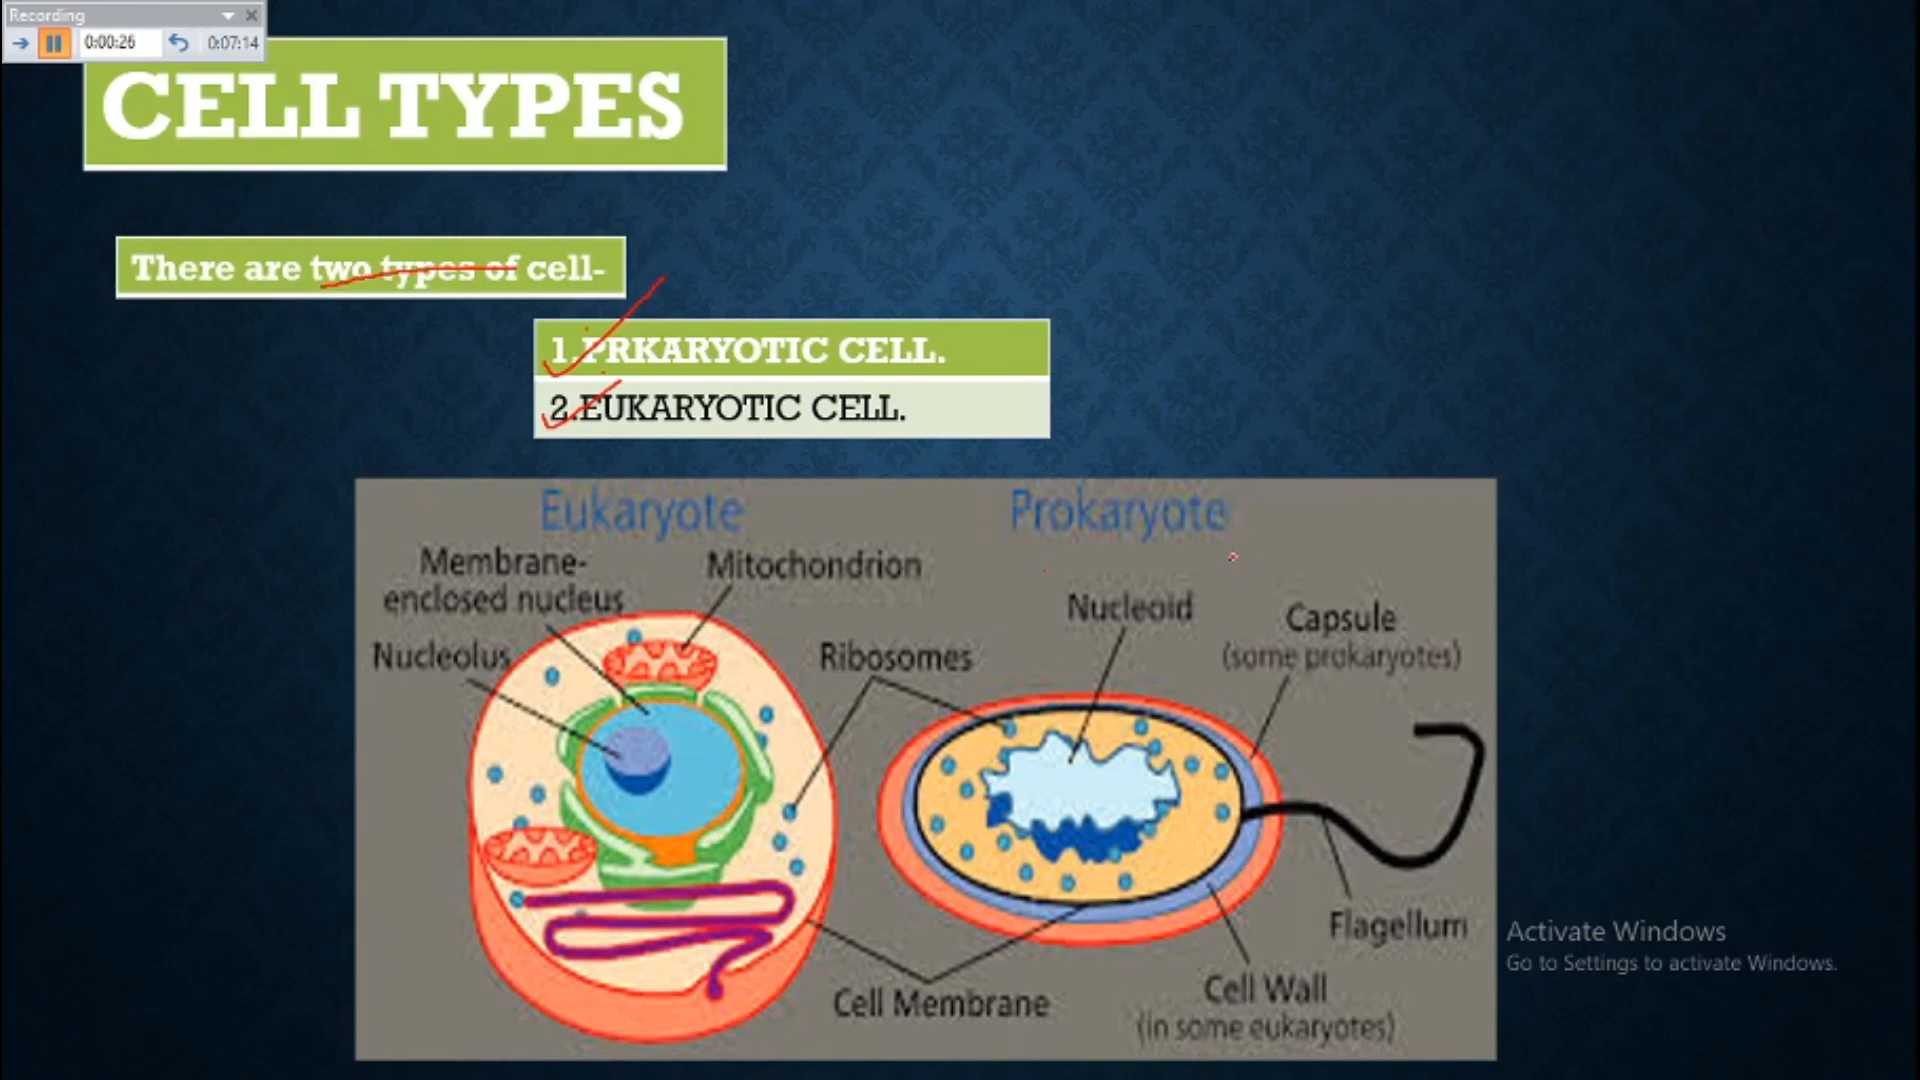 Recording
0:00:26 0:07:14
CELL TYPES
There are two types of cell-
1.PRKARYOTIC CELL.
2.EUKARYOTIC CELL.
Eukaryote Prokaryote
Membrane-
enclosed nucleus
Mitochondrion
Nucleolus
Ribosomes
Nucleoid
Capsule
(some prokaryotes)
Flagellum
Cell Membrane
Cell Wall
(in some eukaryotes)
Activate Windows
Go to Settings to activate Windows.